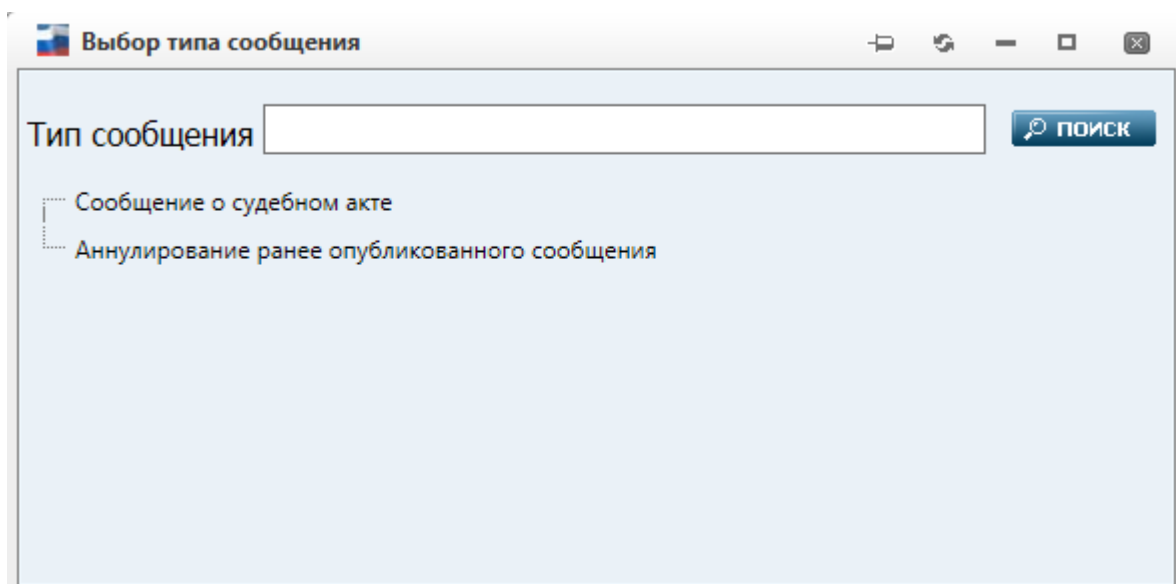 Выбор типа сообщения
Тип сообщения
ПОИСК
Сообщение о судебном акте
Аннулирование ранее опубликованного сообщения